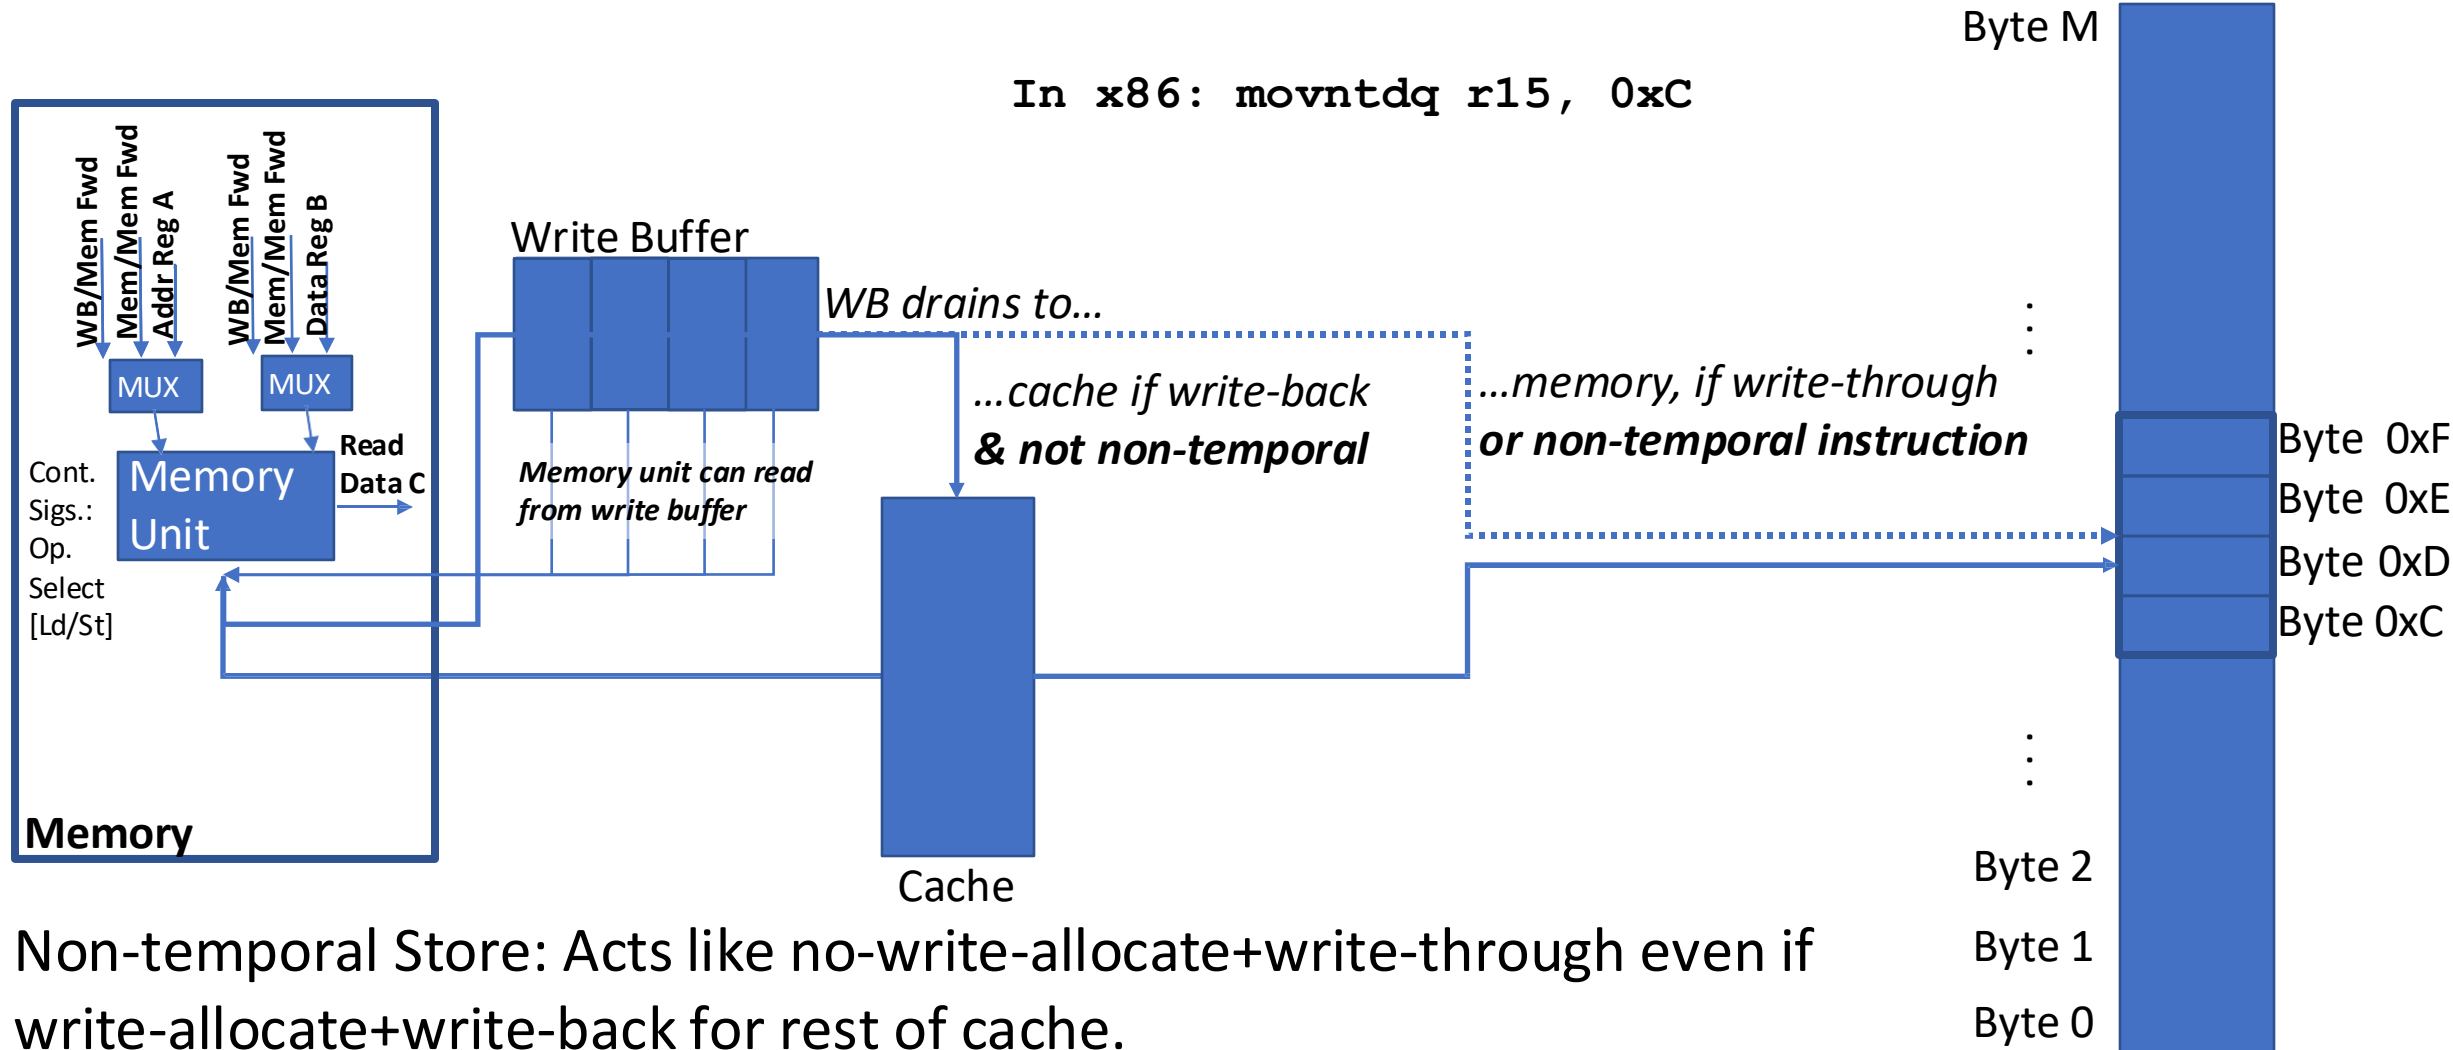 Byte M
In x86: movntdq r15, 0xC
WB/Mem Fwd
Mem/Mem Fwd
Addr Reg A
WB/Mem Fwd
Mem/Mem Fwd
Data Reg B
Write Buffer
WB drains to…
MUX
MUX
…cache if write-back
& not non-temporal
…memory, if write-through
or non-temporal instruction
Cont.
Sigs.:
Op.
Select
[Ld/St]
Memory
Unit
Read
Data C
Memory unit can read
from write buffer
Byte 0xF
Byte 0xE
Byte 0xD
Byte 0xC
Memory
Cache
Byte 2
Byte 1
Byte 0
Non-temporal Store: Acts like no-write-allocate+write-through even if
write-allocate+write-back for rest of cache.